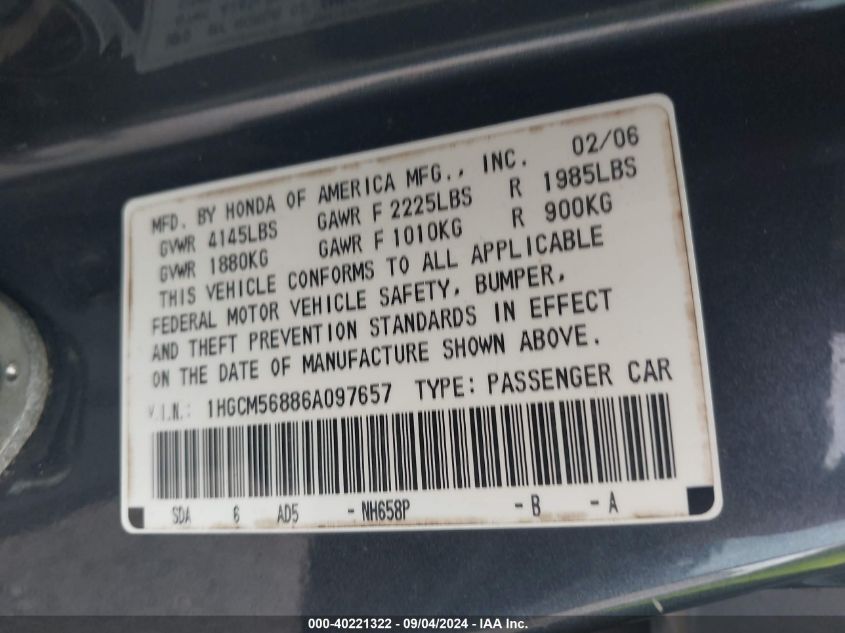 02/06
MFD. BY HONDA OF AMERICA MFG., INC.
GVWR 4145LBS GAWR F 2225LBS R 1985LBS
GVWR 1880KG GAWR F 1010KG R 900KG
THIS VEHICLE CONFORMS TO ALL APPLICABLE
FEDERAL MOTOR VEHICLE SAFETY, BUMPER,
AND THEFT PREVENTION STANDARDS IN EFFECT
ON THE DATE OF MANUFACTURE SHOWN ABOVE.
V.I.N.: 1HGCM56886A097657 TYPE: PASSENGER CAR
SDA 6 AD5 - NH658P - B - A
000-40221322 - 09/04/2024 - IAA Inc.